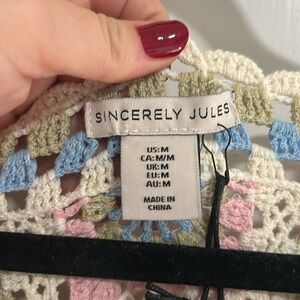 SINCERELY JULES
US: M
CA: M/M
UK: M
EU: M
AU: M
MADE IN
CHINA